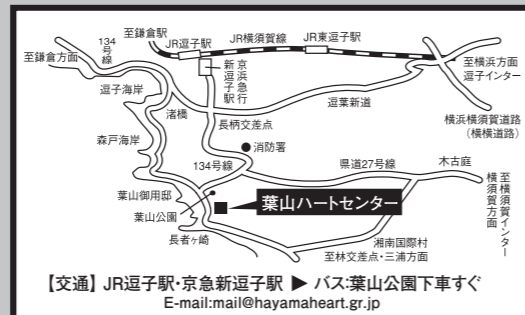 至鎌倉駅
134号線
至鎌倉方面
JR逗子駅
JR横須賀線
JR東逗子駅
至横浜方面
逗子インター
京浜急行
新逗子駅
逗子海岸
渚橋
逗葉新道
長柄交差点
横浜横須賀道路
(横横道路)
森戸海岸
消防署
134号線
県道27号線
木古庭
至横須賀インター
横須賀方面
葉山御用邸
葉山公園
葉山ハートセンター
長者ヶ崎
湘南国際村
至林交差点・三浦方面
【交通】JR逗子駅・京急新逗子駅 ▶ バス:葉山公園下車すぐ
E-mail:mail@hayamaheart.gr.jp